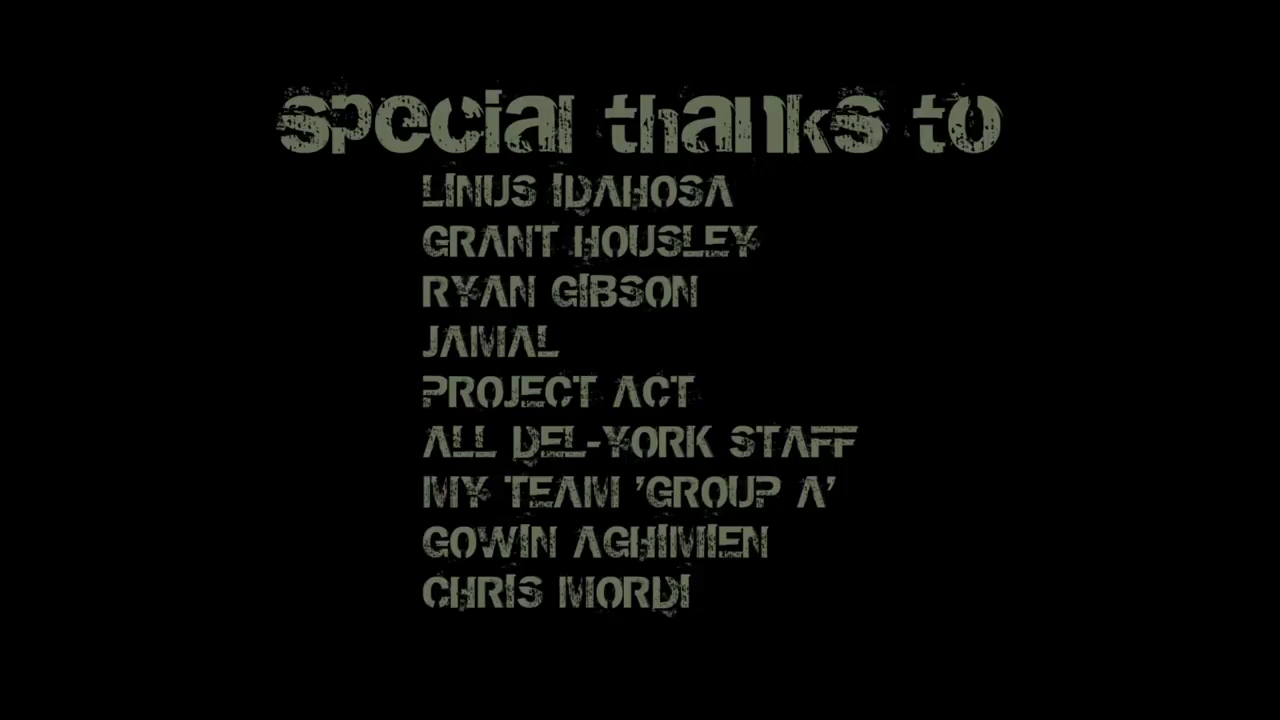 special thanks to
LINUS IDAHOSA
GRANT HOUSLEY
RYAN GIBSON
JAMAL
PROJECT ACT
ALL DEL-YORK STAFF
MY TEAM 'GROUP A'
GOWIN AGHIMIEN
CHRIS MORDI